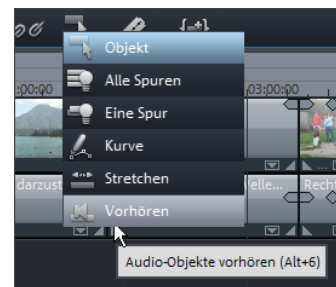 Objekt
:00:00
Alle Spuren
03:00:00
Eine Spur
Kurve
Stretchen
darzust
elle...
Rech
Vorhören
Audio-Objekte vorhören (Alt+6)